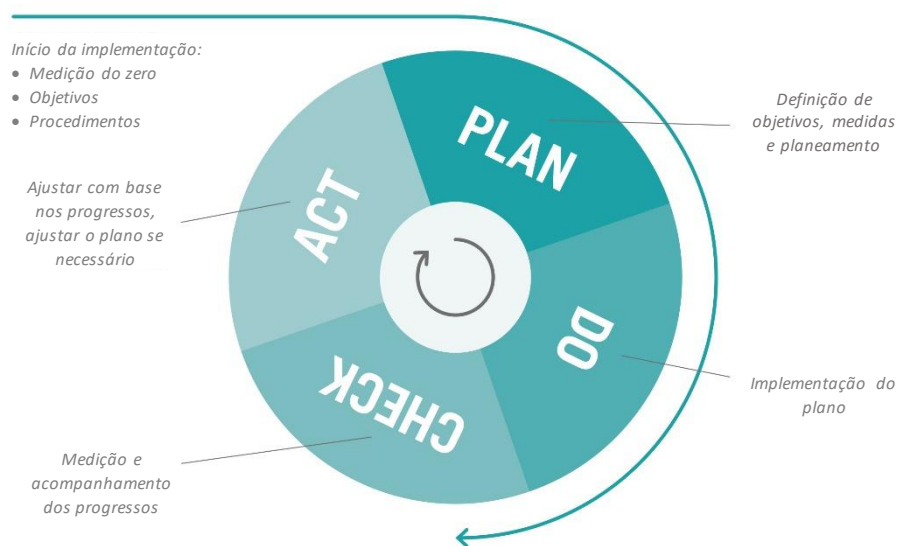 Início da implementação:
• Medição do zero
• Objetivos
• Procedimentos
PLAN
Definição de
objetivos, medidas
e planeamento
DO
Implementação do
plano
CHECK
Medição e
acompanhamento
dos progressos
ACT
Ajustar com base
nos progressos,
ajustar o plano se
necessário